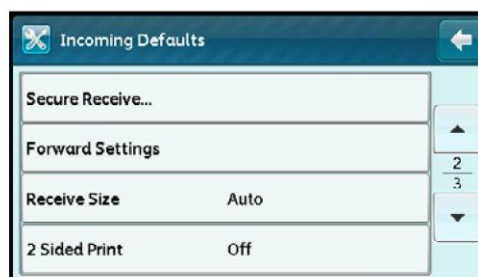 Incoming Defaults
Secure Receive...
Forward Settings
Receive Size Auto
2 Sided Print Off
2
3